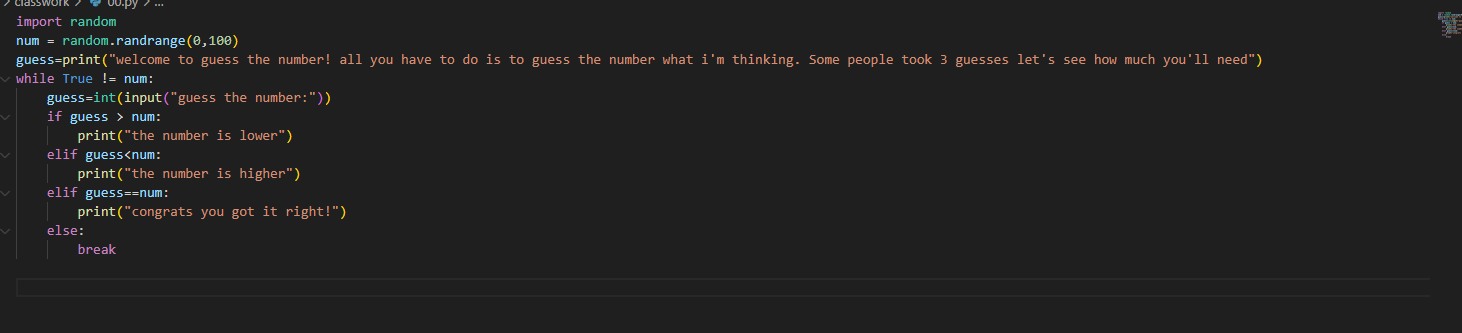 > classwork > 00.py > ...
import random
num = random.randrange(0,100)
guess=print("welcome to guess the number! all you have to do is to guess the number what i'm thinking. Some people took 3 guesses let's see how much you'll need")
while True != num:
    guess=int(input("guess the number:"))
    if guess > num:
        print("the number is lower")
    elif guess<num:
        print("the number is higher")
    elif guess==num:
        print("congrats you got it right!")
    else:
        break